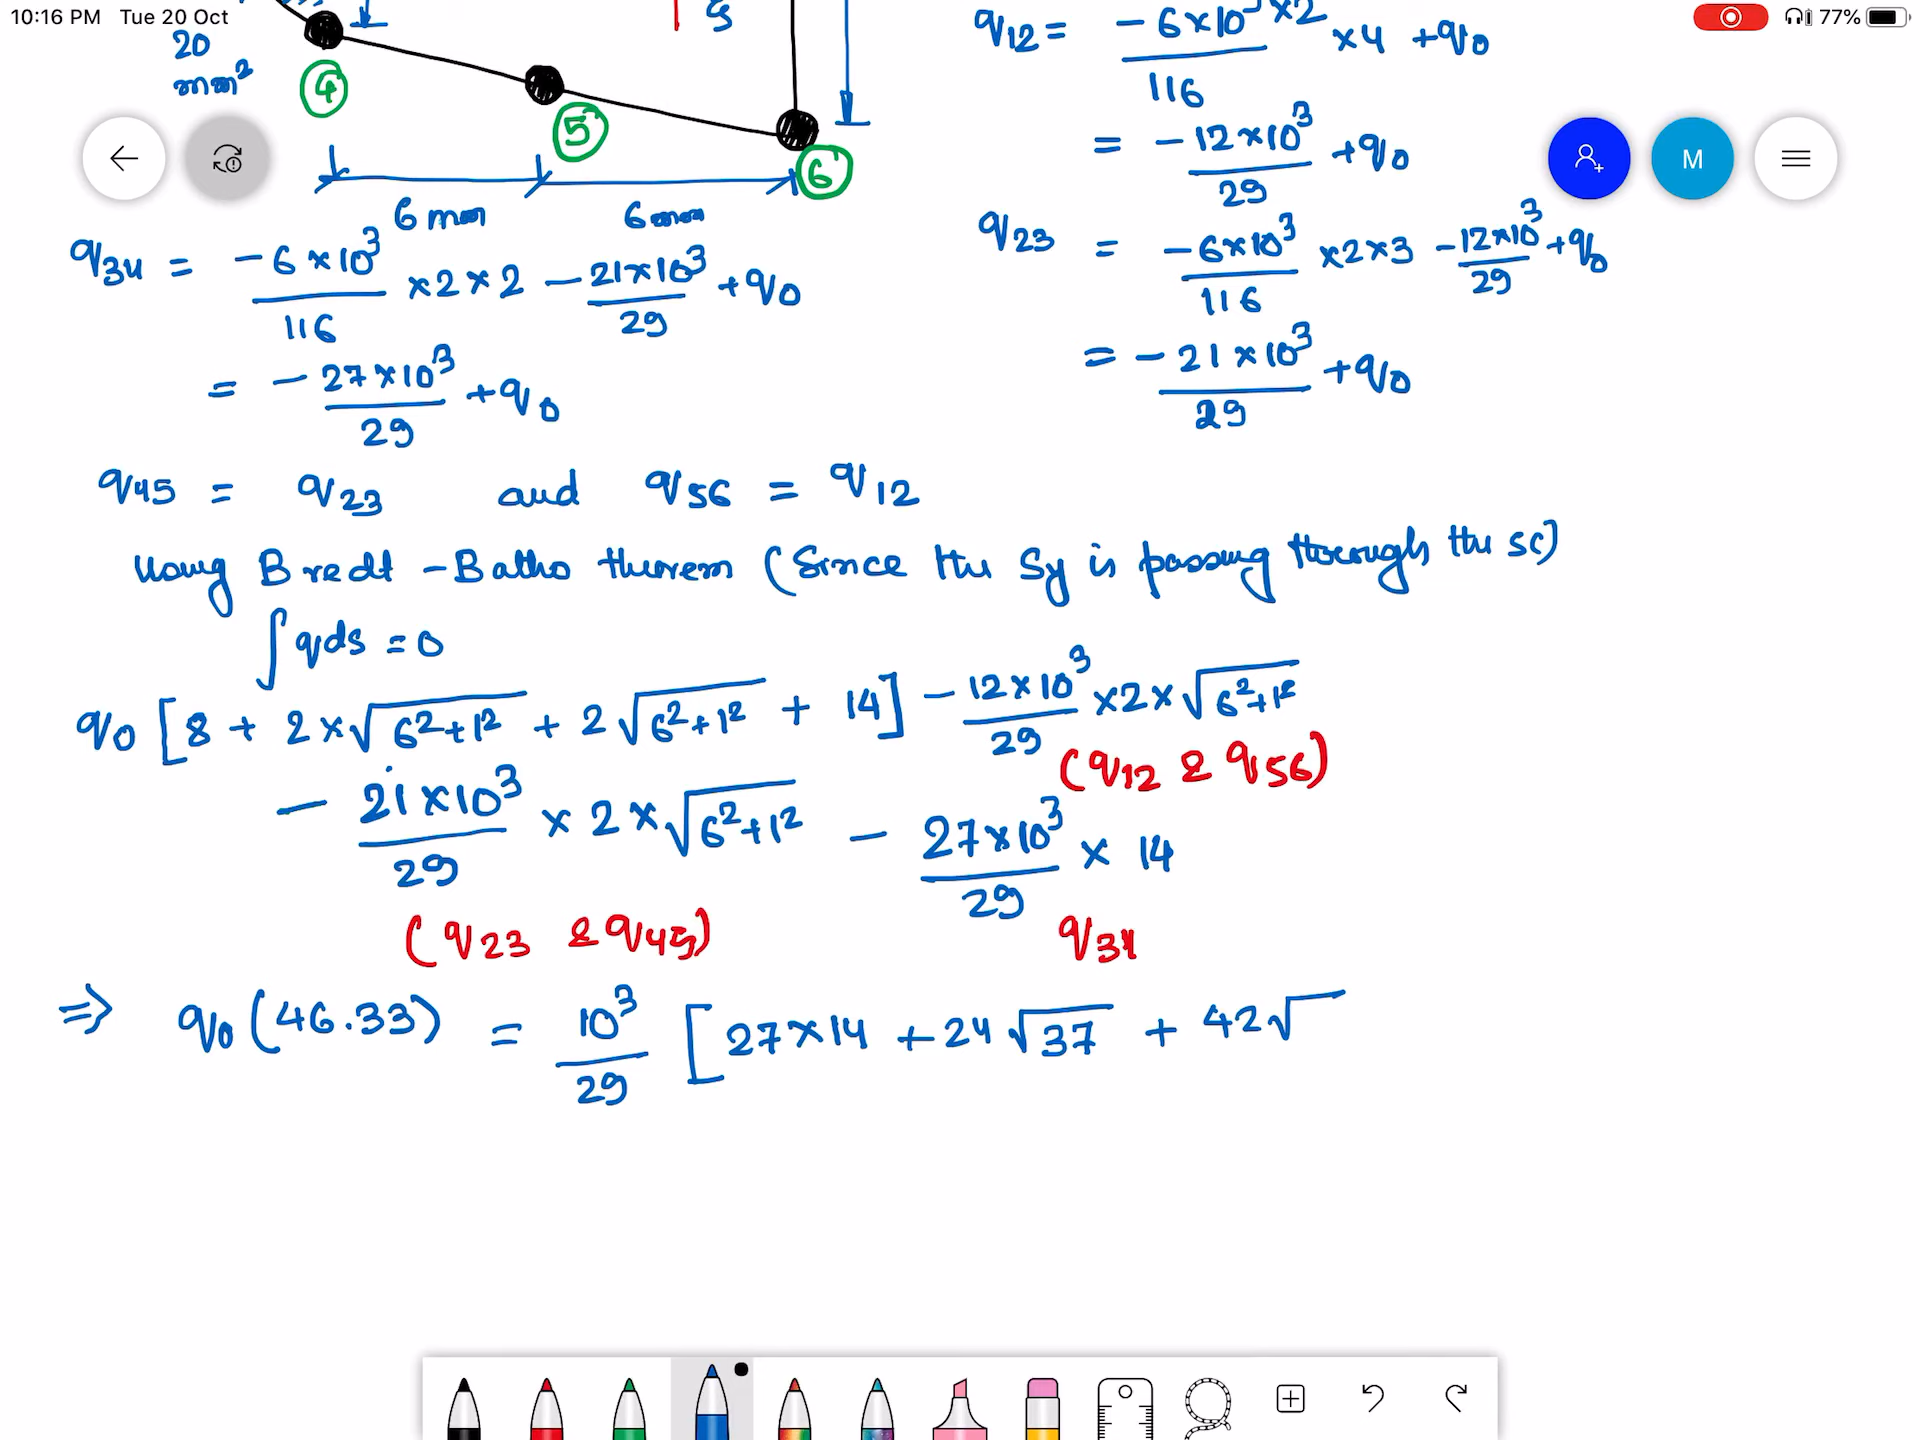 10:16 PM Tue 20 Oct
77%
20
mm²
4
5
6
6 mm
6 mm
M
q12 = -6×10³×2/116 ×4 + q0
= -12×10³/29 + q0
q23 = -6×10³/116 ×2×3 - 12×10³/29 + q0
= -21×10³/29 + q0
q34 = -6×10³/116 ×2×2 - 21×10³/29 + q0
= -27×10³/29 + q0
q45 = q23 and q56 = q12
Using Bredt-Batho theorem (Since the Sy is passing through the SC)
∫qds = 0
q0 [8 + 2×√6²+1² + 2√6²+1² + 14] - 12×10³/29 ×2×√6²+1²
(q12 & q56)
- 21×10³/29 × 2×√6²+1² - 27×10³/29 × 14
(q23 & q45) q34
⇒ q0(46.33) = 10³/29 [27×14 + 24√37 + 42√